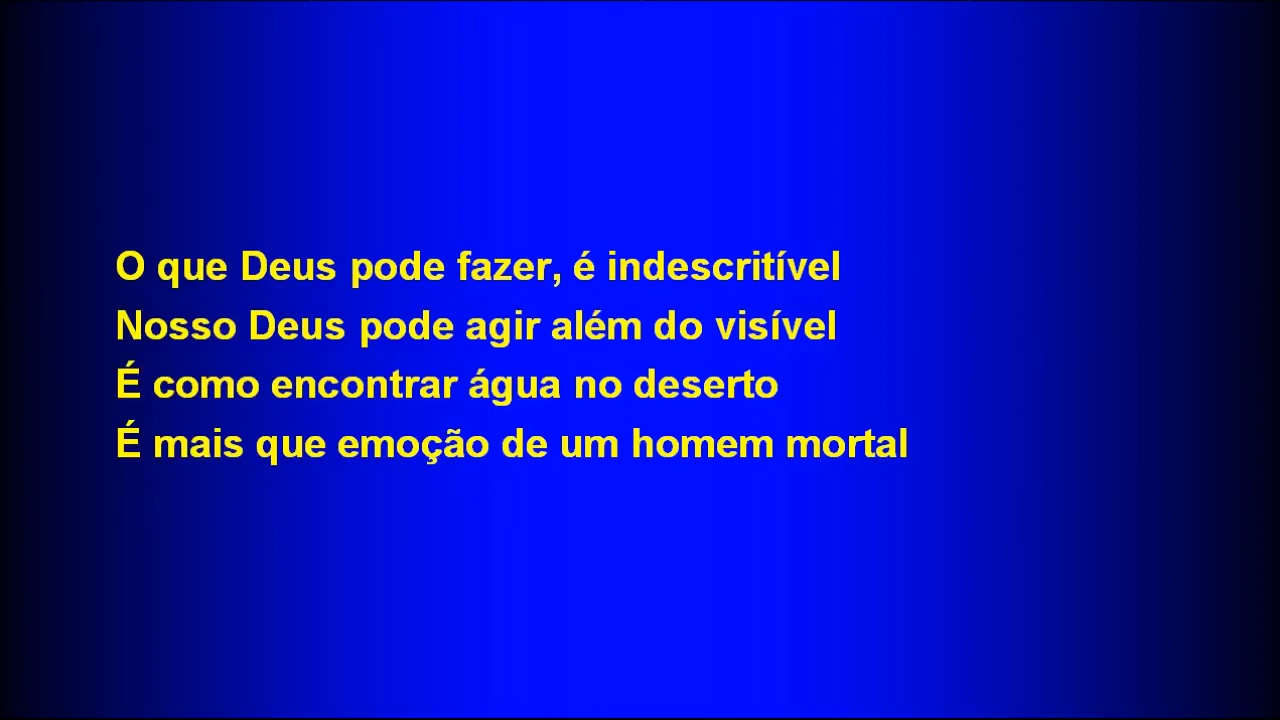 O que Deus pode fazer, é indescritível
Nosso Deus pode agir além do visível
É como encontrar água no deserto
É mais que emoção de um homem mortal